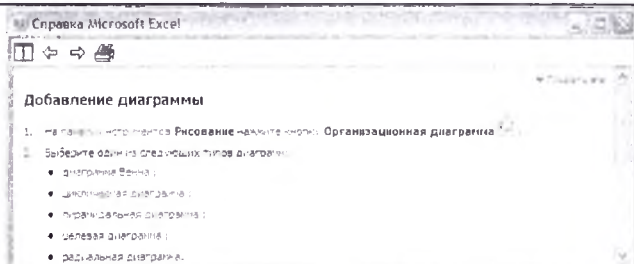 Справка Microsoft Excel
Добавление диаграммы
1. На панели инструментов Рисование нажмите кнопку Организационная диаграмма
2. Выберите один из следующих типов диаграмм:
• диаграмма Венна;
• циклическая диаграмма;
• пирамидальная диаграмма;
• целевая диаграмма;
• радиальная диаграмма.